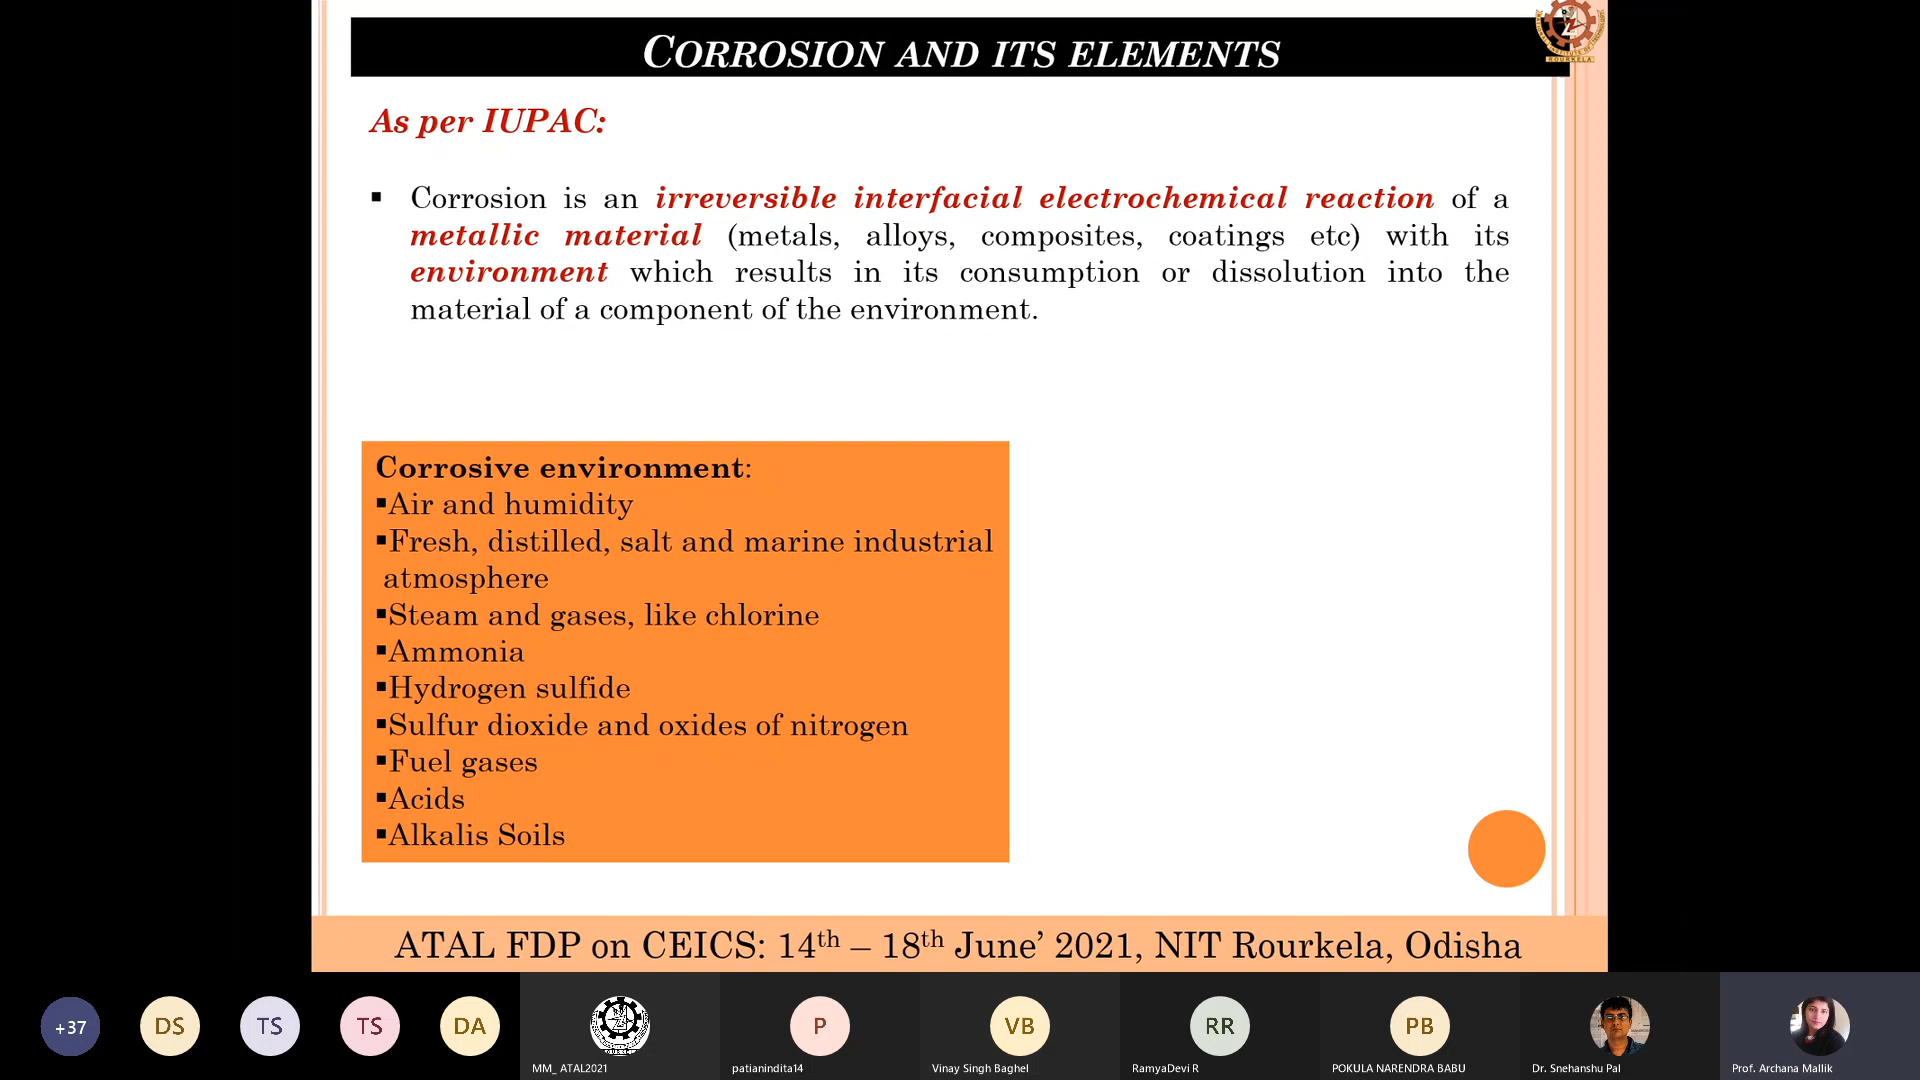 CORROSION AND ITS ELEMENTS
ROURKELA
As per IUPAC:
▪ Corrosion is an irreversible interfacial electrochemical reaction of a
metallic material (metals, alloys, composites, coatings etc) with its
environment which results in its consumption or dissolution into the
material of a component of the environment.
Corrosive environment:
▪Air and humidity
▪Fresh, distilled, salt and marine industrial
atmosphere
▪Steam and gases, like chlorine
▪Ammonia
▪Hydrogen sulfide
▪Sulfur dioxide and oxides of nitrogen
▪Fuel gases
▪Acids
▪Alkalis Soils
ATAL FDP on CEICS: 14th – 18th June’ 2021, NIT Rourkela, Odisha
+37 DS TS TS DA P VB RR PB
MM_ ATAL2021 patianindita14 Vinay Singh Baghel RamyaDevi R POKULA NARENDRA BABU Dr. Snehanshu Pal Prof. Archana Mallik